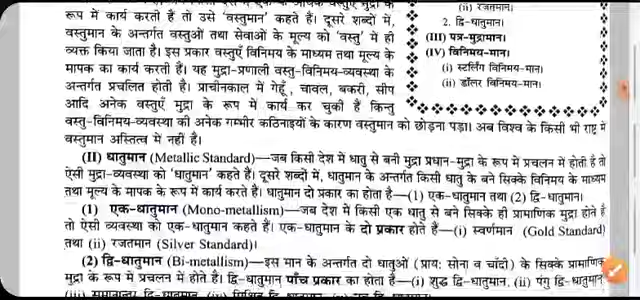 रूप में कार्य करती हैं तो उसे 'वस्तुमान' कहते हैं। दूसरे शब्दों में,
वस्तुमान के अन्तर्गत वस्तुओं तथा सेवाओं के मूल्य को 'वस्तु' में ही
व्यक्त किया जाता है। इस प्रकार वस्तुएँ विनिमय के माध्यम तथा मूल्य के
मापक का कार्य करती हैं। यह मुद्रा-प्रणाली वस्तु-विनिमय-व्यवस्था के
अन्तर्गत प्रचलित होती है। प्राचीनकाल में गेहूँ, चावल, बकरी, सीप
आदि अनेक वस्तुएँ मुद्रा के रूप में कार्य कर चुकी हैं किन्तु
(ii) रजतमान।
2. द्वि-धातुमान।
(III) पत्र-मुद्रामान।
(IV) विनिमय-मान।
(i) स्टर्लिंग विनिमय-मान।
(ii) डॉलर विनिमय-मान।
वस्तु-विनिमय-व्यवस्था की अनेक गम्भीर कठिनाइयों के कारण वस्तुमान को छोड़ना पड़ा। अब विश्व के किसी भी राष्ट्र में
वस्तुमान अस्तित्व में नहीं है।
(II) धातुमान (Metallic Standard)—जब किसी देश में धातु से बनी मुद्रा प्रधान-मुद्रा के रूप में प्रचलन में होती है तो
ऐसी मुद्रा-व्यवस्था को 'धातुमान' कहते हैं। दूसरे शब्दों में, धातुमान के अन्तर्गत किसी धातु के बने सिक्के विनिमय के माध्यम
तथा मूल्य के मापक के रूप में कार्य करते हैं। धातुमान दो प्रकार का होता है—(1) एक-धातुमान तथा (2) द्वि-धातुमान।
(1) एक-धातुमान (Mono-metallism)—जब देश में किसी एक धातु से बने सिक्के ही प्रामाणिक मुद्रा होते हैं
तो ऐसी व्यवस्था को एक-धातुमान कहते हैं। एक-धातुमान के दो प्रकार होते हैं—(i) स्वर्णमान (Gold Standard)
तथा (ii) रजतमान (Silver Standard)।
(2) द्वि-धातुमान (Bi-metallism)—इस मान के अन्तर्गत दो धातुओं (प्रायः सोना व चाँदी) के सिक्के प्रामाणिक
मुद्रा के रूप में प्रचलन में होते हैं। द्वि-धातुमान पाँच प्रकार का होता है—(i) शुद्ध द्वि-धातुमान, (ii) पंगु द्वि-धातुमान,